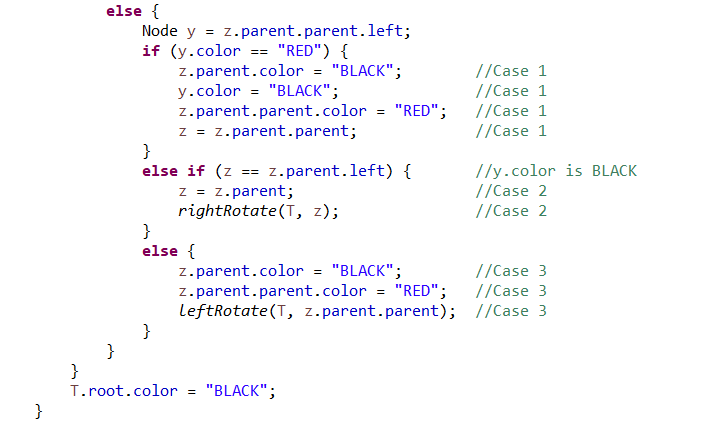 else {
Node y = z.parent.parent.left;
if (y.color == "RED") {
z.parent.color = "BLACK"; //Case 1
y.color = "BLACK"; //Case 1
z.parent.parent.color = "RED"; //Case 1
z = z.parent.parent; //Case 1
}
else if (z == z.parent.left) { //y.color is BLACK
z = z.parent; //Case 2
rightRotate(T, z); //Case 2
}
else {
z.parent.color = "BLACK"; //Case 3
z.parent.parent.color = "RED"; //Case 3
leftRotate(T, z.parent.parent); //Case 3
}
}
}
T.root.color = "BLACK";
}